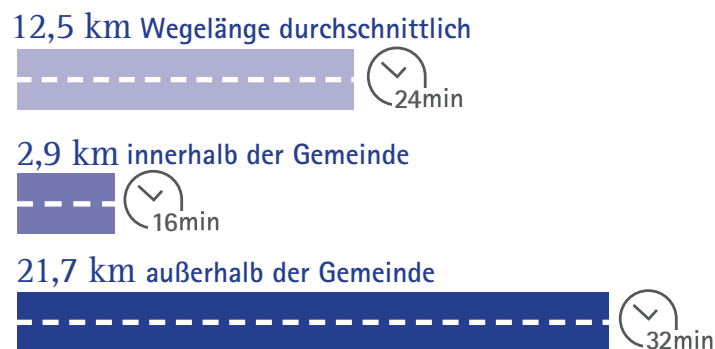 12,5 km Wegelänge durchschnittlich
24min
2,9 km innerhalb der Gemeinde
16min
21,7 km außerhalb der Gemeinde
32min